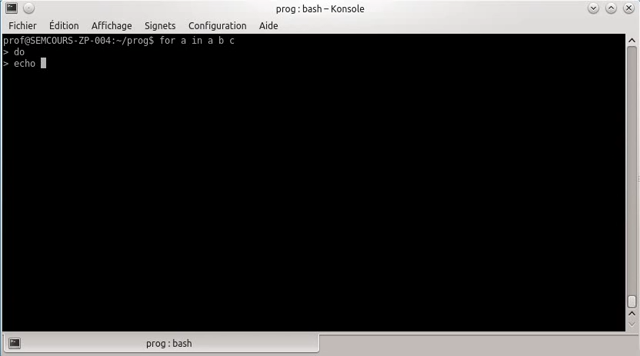 prog : bash – Konsole
Fichier Édition Affichage Signets Configuration Aide
prof@SEMCOURS-ZP-004:~/prog$ for a in a b c
> do
> echo
prog : bash